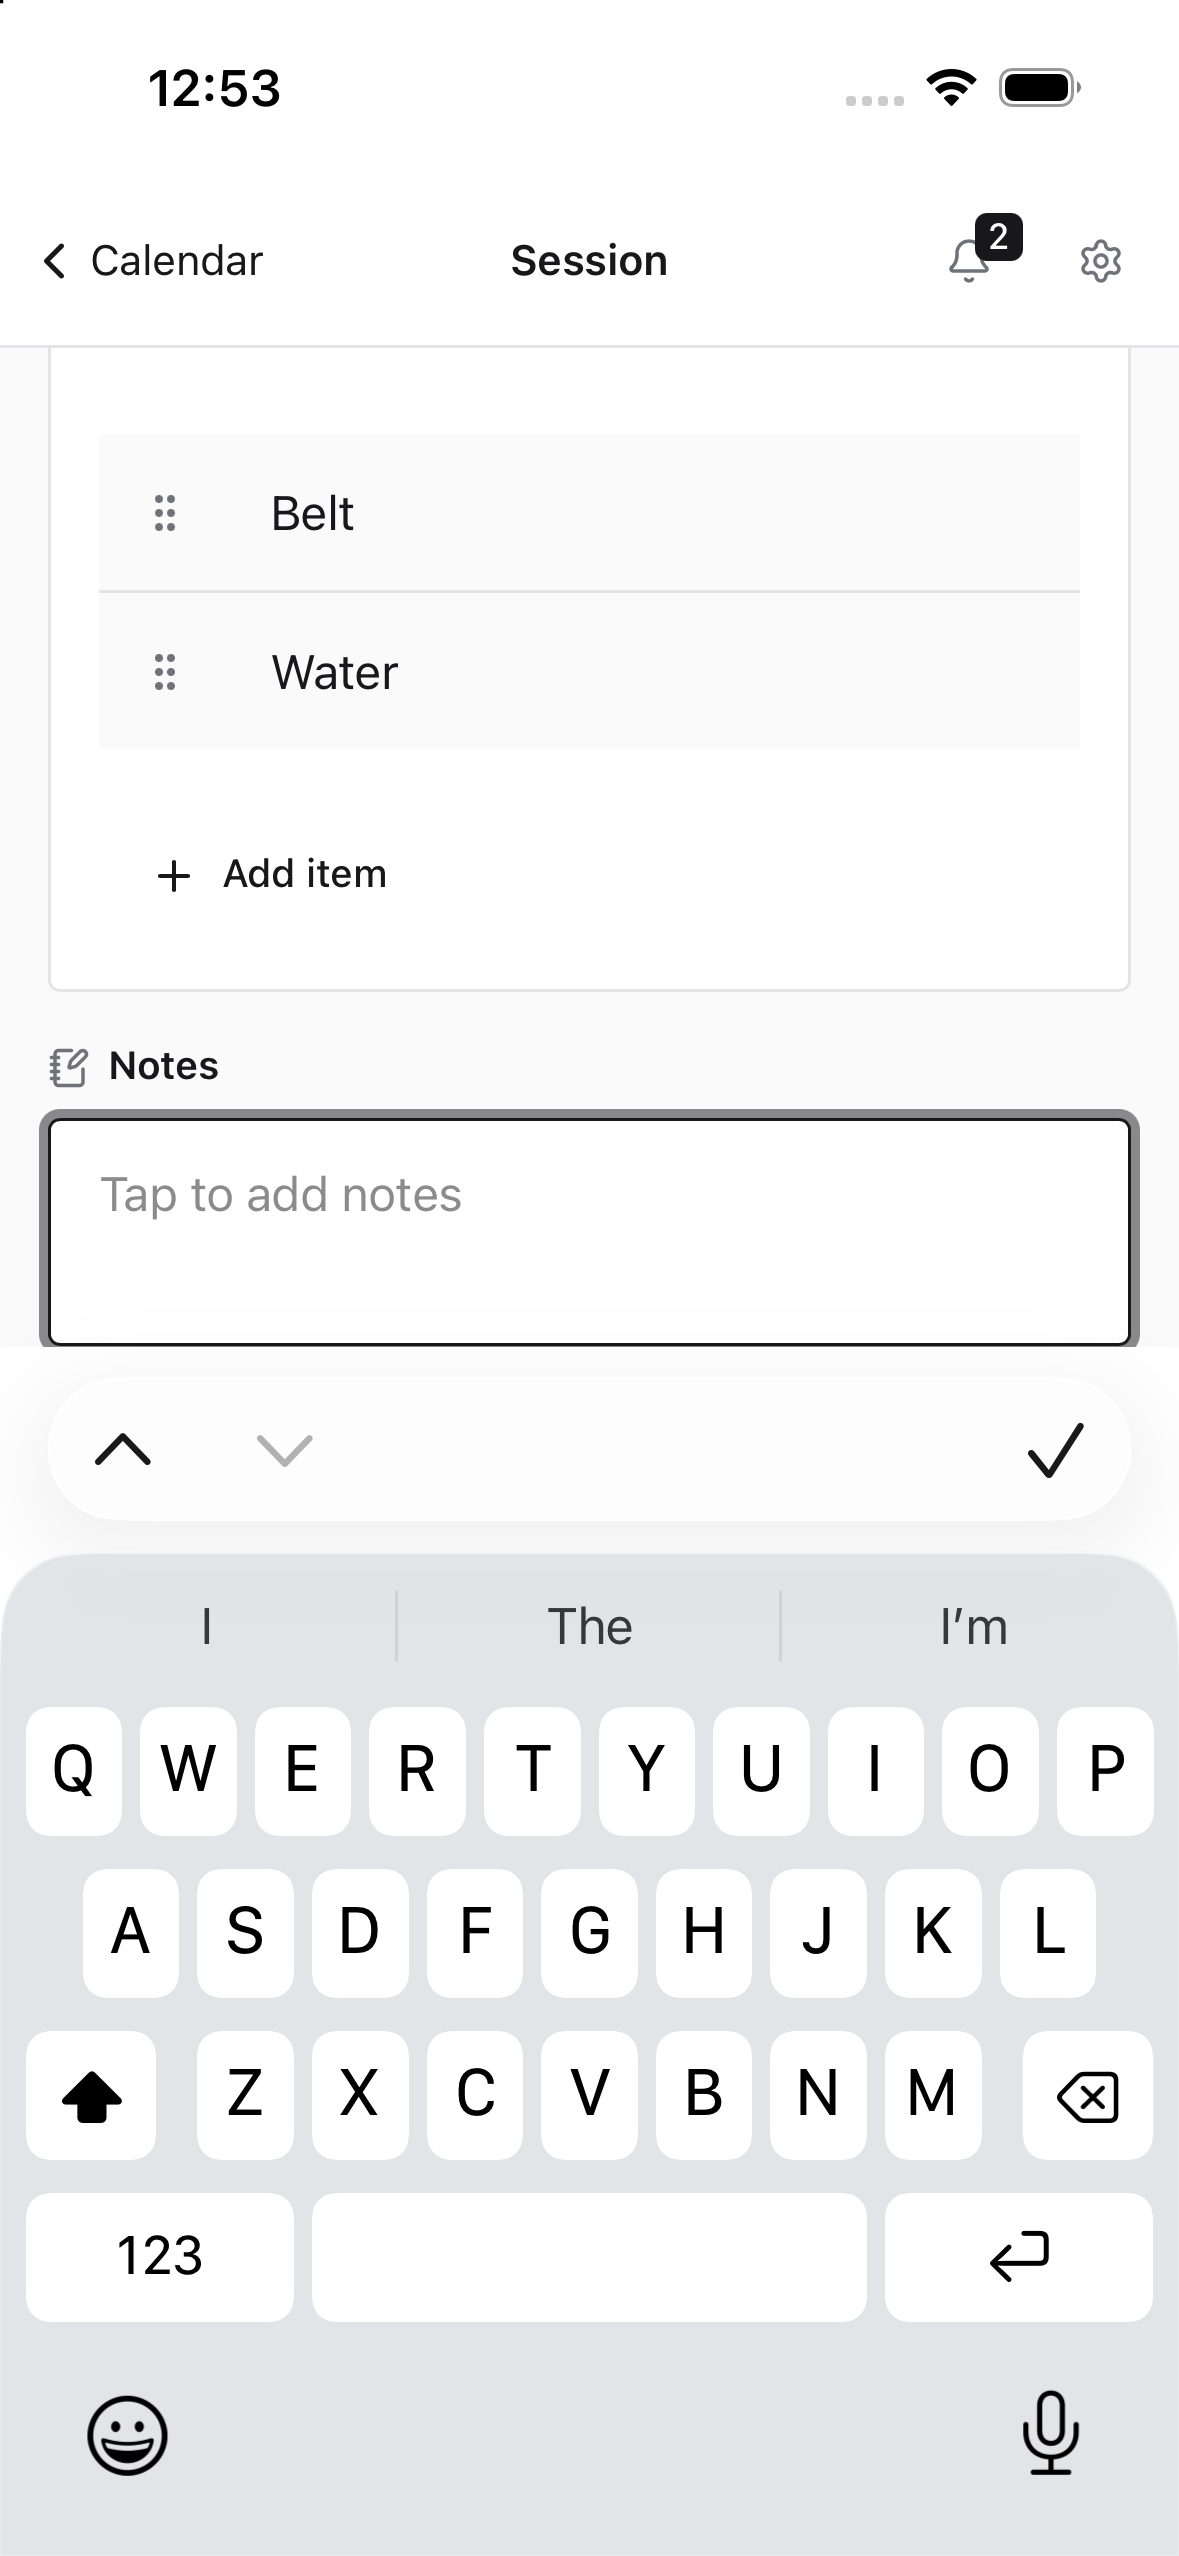 12:53
Calendar
Session
2
Belt
Water
Add item
Notes
Tap to add notes
I The I’m
Q W E R T Y U I O P
A S D F G H J K L
Z X C V B N M
123